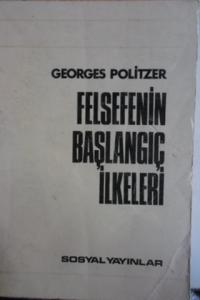 GEORGES POLİTZER
FELSEFENİN
BAŞLANGIÇ
İLKELERİ
SOSYAL YAYINLAR